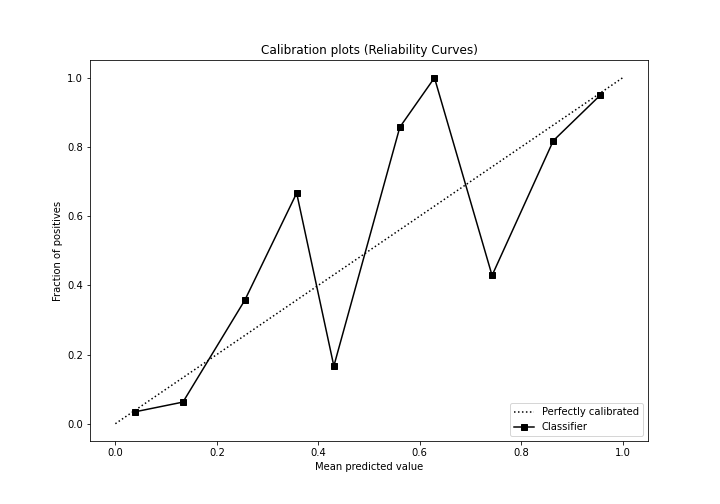 Calibration plots (Reliability Curves)
1.0
0.8
0.6
0.4
0.2
0.0
Fraction of positives
0.0 0.2 0.4 0.6 0.8 1.0
Mean predicted value
Perfectly calibrated
Classifier